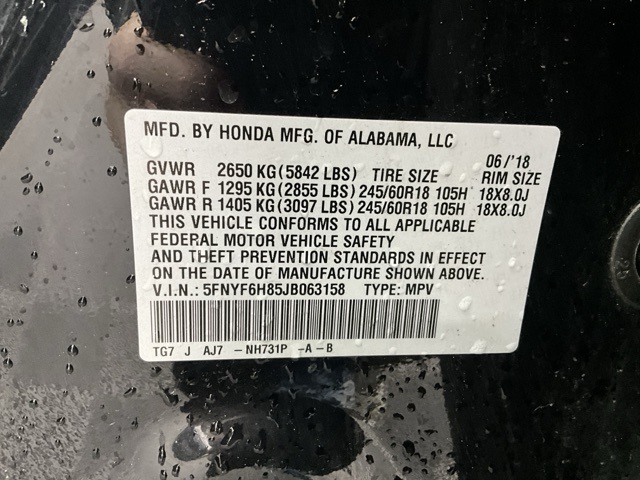 MFD. BY HONDA MFG. OF ALABAMA, LLC
06/'18
GVWR 2650 KG(5842 LBS) TIRE SIZE RIM SIZE
GAWR F 1295 KG(2855 LBS) 245/60R18 105H 18X8.0J
GAWR R 1405 KG(3097 LBS) 245/60R18 105H 18X8.0J
THIS VEHICLE CONFORMS TO ALL APPLICABLE
FEDERAL MOTOR VEHICLE SAFETY
AND THEFT PREVENTION STANDARDS IN EFFECT
ON THE DATE OF MANUFACTURE SHOWN ABOVE.
V.I.N.: 5FNYF6H85JB063158 TYPE: MPV
TG7 J AJ7 -NH731P -A-B